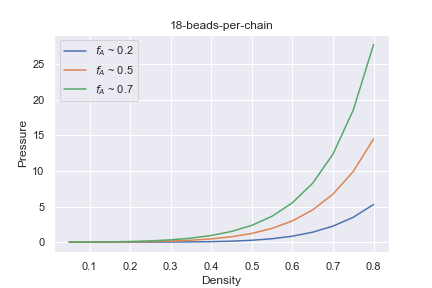 18-beads-per-chain
f_A ~ 0.2
f_A ~ 0.5
f_A ~ 0.7
Pressure
25
20
15
10
5
0
0.1 0.2 0.3 0.4 0.5 0.6 0.7 0.8
Density